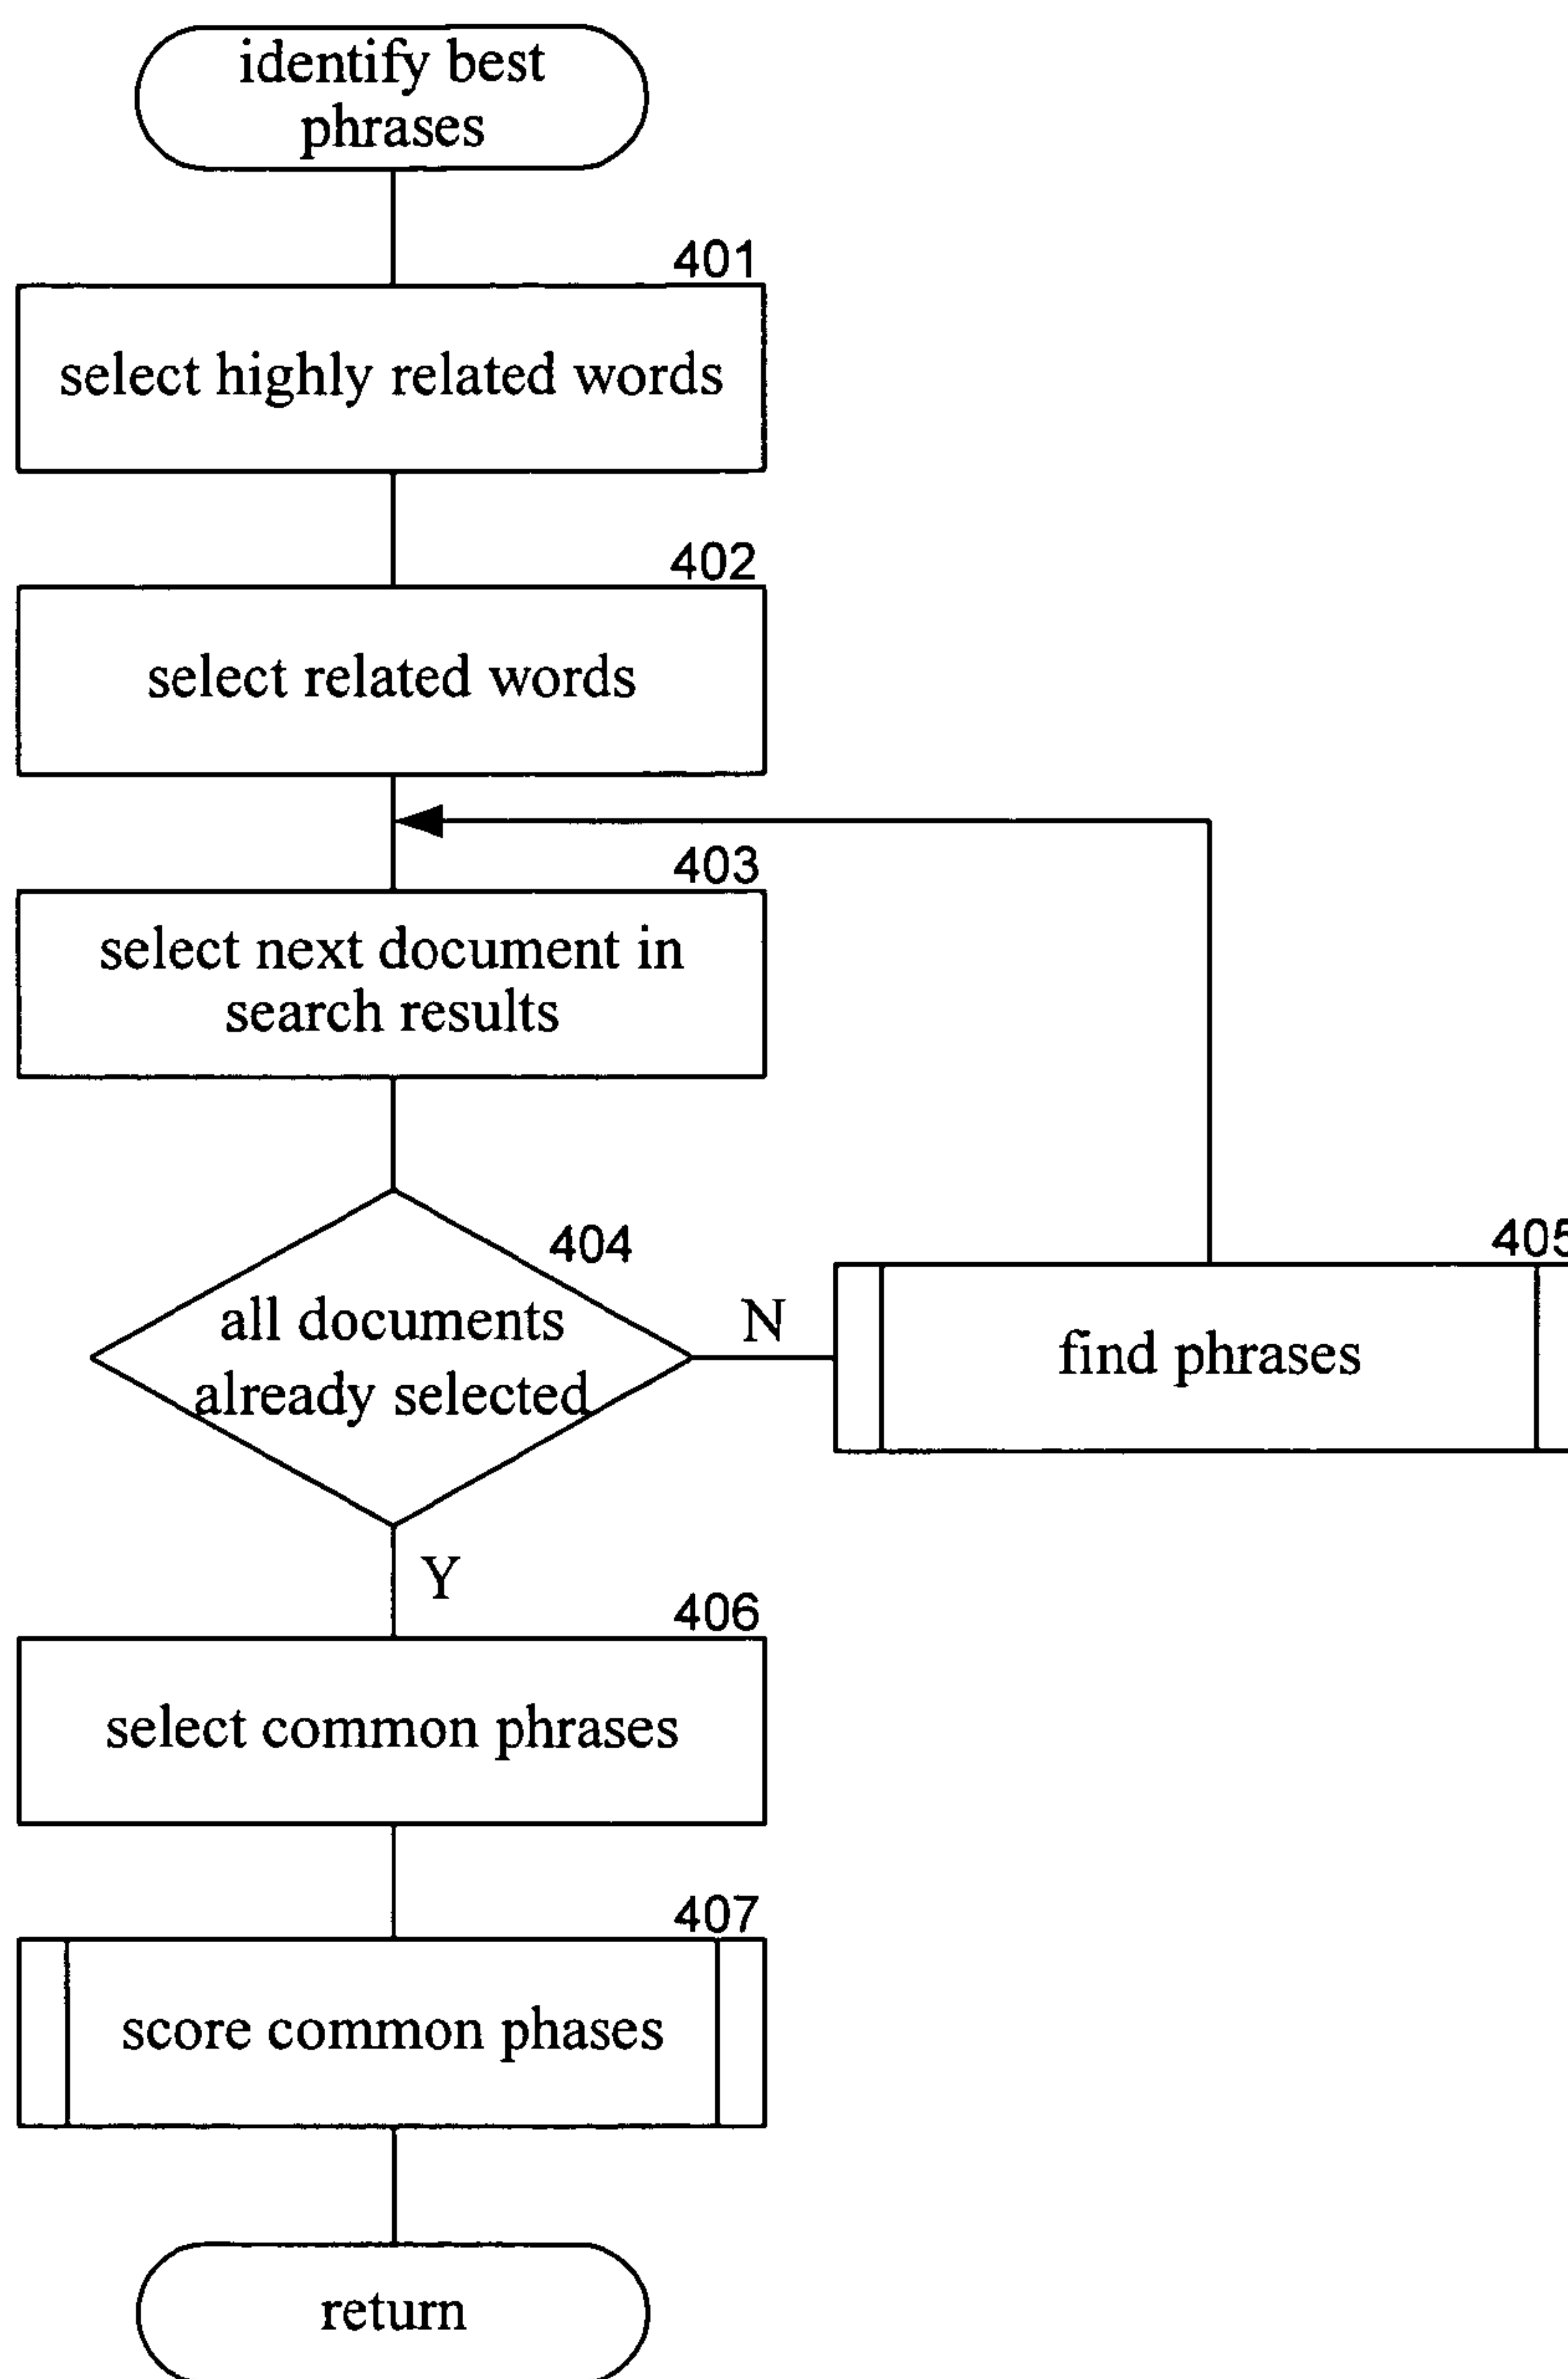 identify best
phrases
401
select highly related words
402
select related words
403
select next document in
search results
404
all documents
already selected
N
405
find phrases
Y
406
select common phrases
407
score common phases
return